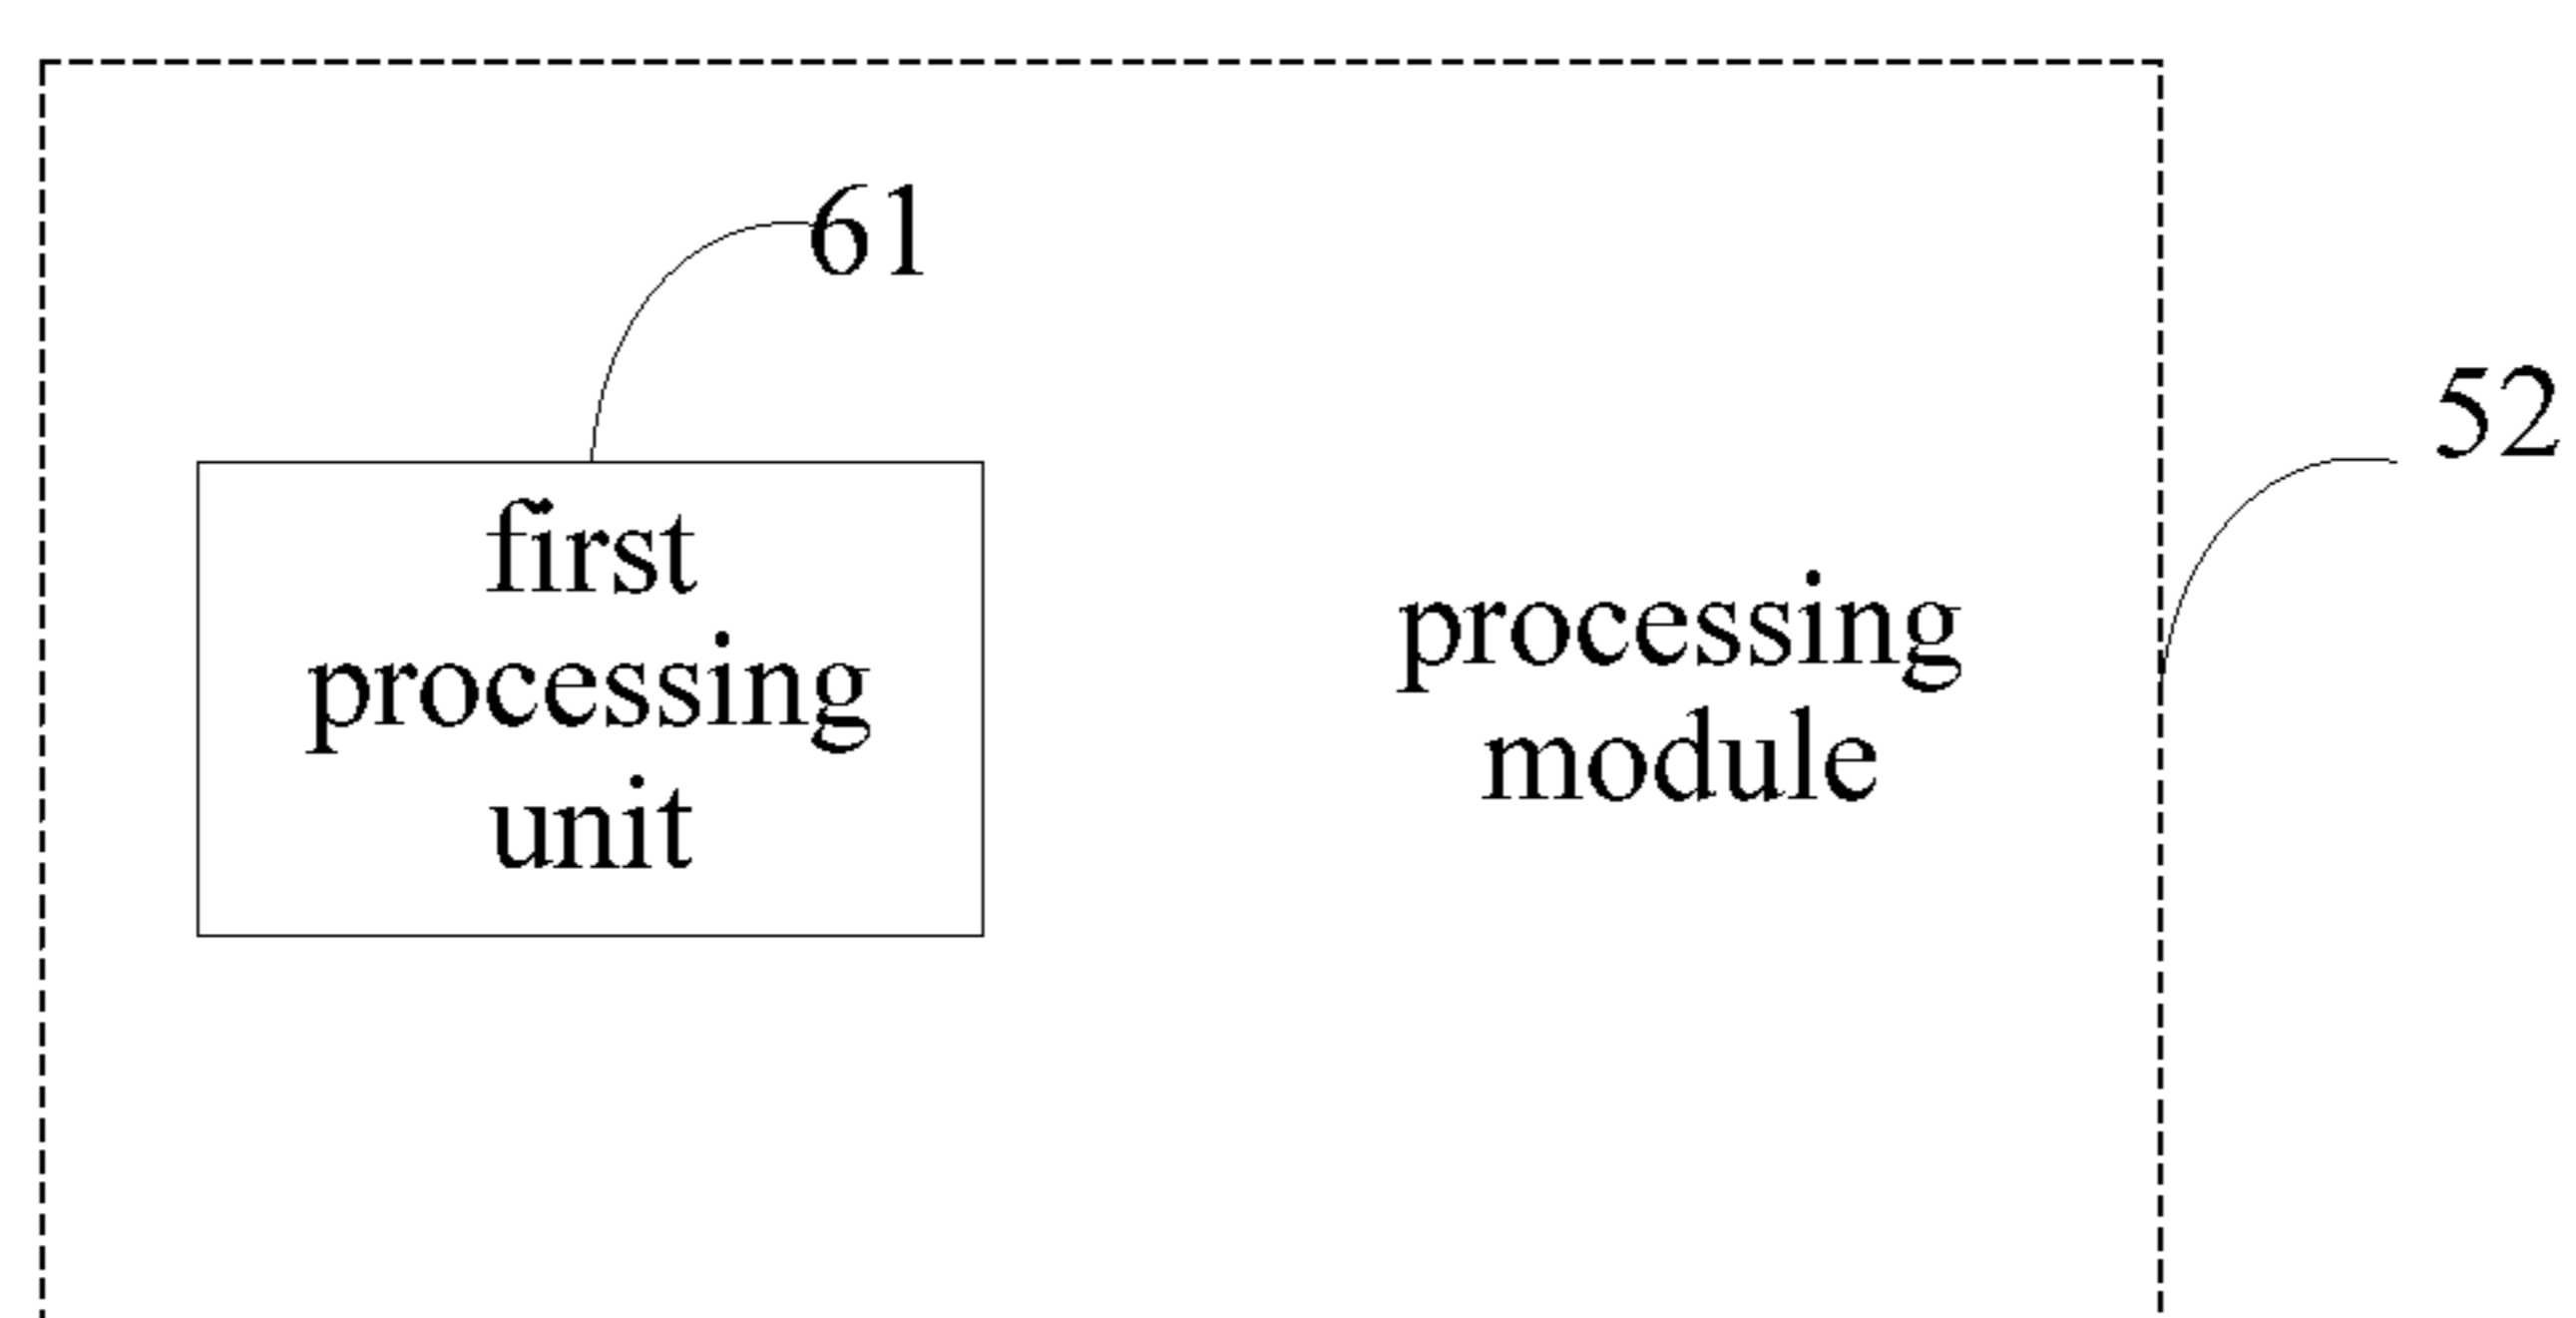 61
52
first
processing
unit
processing
module